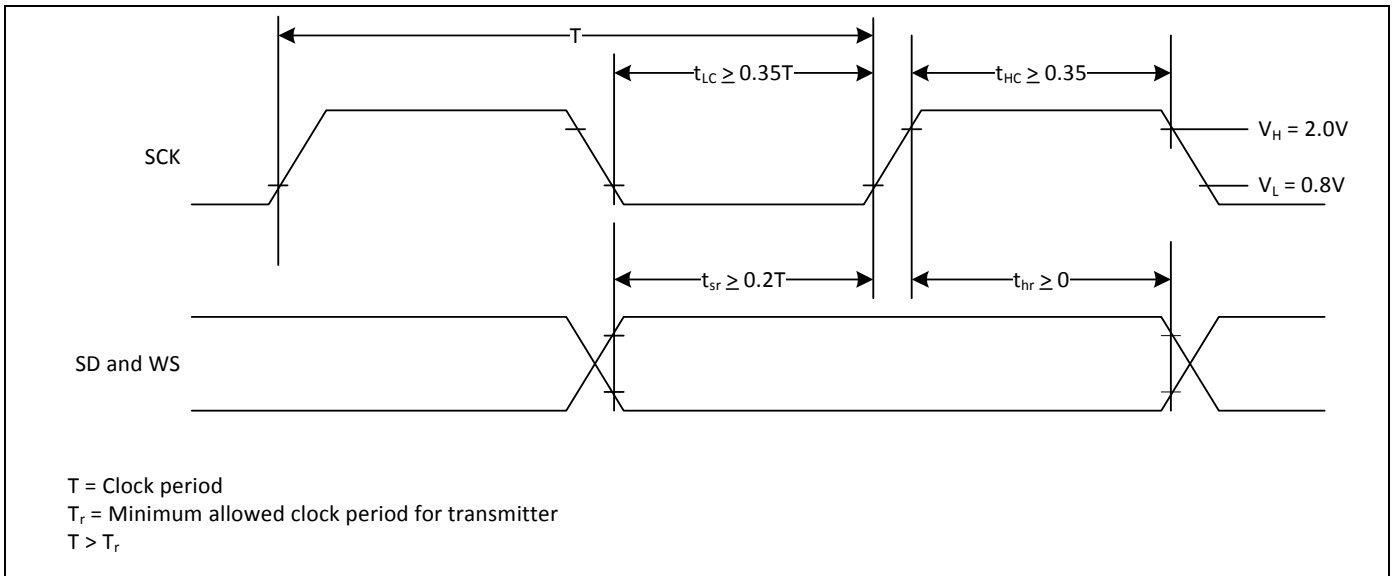 T
t_LC ≥ 0.35T
t_HC ≥ 0.35
V_H = 2.0V
SCK
V_L = 0.8V
t_sr ≥ 0.2T
t_hr ≥ 0
SD and WS
T = Clock period
T_r = Minimum allowed clock period for transmitter
T > T_r